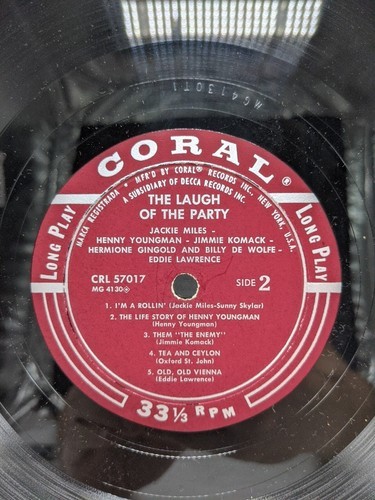 MG4130T1
CORAL®
MARCA REGISTRADA • MFR'D BY CORAL® RECORDS INC., NEW YORK, U.S.A.
A SUBSIDIARY OF DECCA RECORDS INC.
LONG PLAY
LONG PLAY
THE LAUGH
OF THE PARTY
JACKIE MILES -
HENNY YOUNGMAN - JIMMIE KOMACK -
HERMIONE GINGOLD AND BILLY DE WOLFE -
EDDIE LAWRENCE
CRL 57017
MG 4130
SIDE 2
1. I'M A ROLLIN' (Jackie Miles-Sunny Skylar)
2. THE LIFE STORY OF HENNY YOUNGMAN
(Henny Youngman)
3. THEM "THE ENEMY"
(Jimmie Komack)
4. TEA AND CEYLON
(Oxford St. John)
5. OLD, OLD VIENNA
(Eddie Lawrence)
33 1/3 RPM